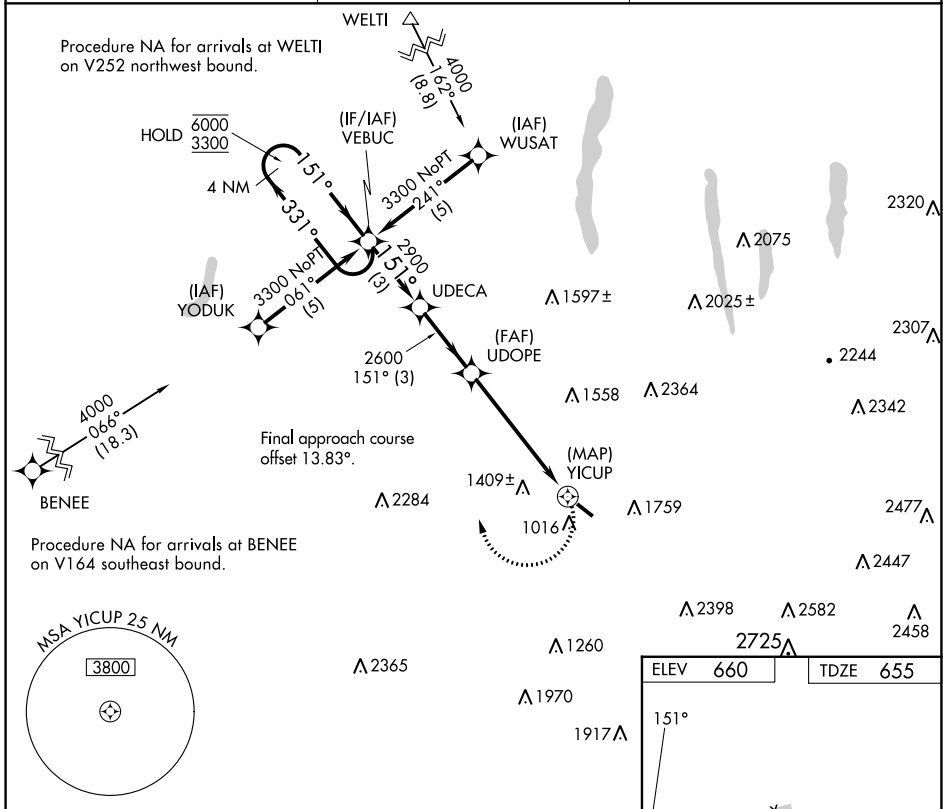 WELTI
Procedure NA for arrivals at WELTI
on V252 northwest bound.
4000
162°
(8.8)
HOLD
6000
3300
4 NM
(IF/IAF)
VEBUC
(IAF)
WUSAT
151°
331°
3300 NoPT
241°
(5)
2320
2075
(IAF)
YODUK
3300 NoPT
061°
(5)
2900
151°
(3)
UDECA
1597±
2025±
2307
2600
151° (3)
(FAF)
UDOPE
2244
1558
2364
2342
4000
066°
(18.3)
BENEE
Final approach course
offset 13.83°.
(MAP)
YICUP
1409±
2284
1016
1759
2477
Procedure NA for arrivals at BENEE
on V164 southeast bound.
2447
2398
2582
2458
MSA YICUP 25 NM
3800
1260
2725
2365
1970
1917
ELEV 660
TDZE 655
151°